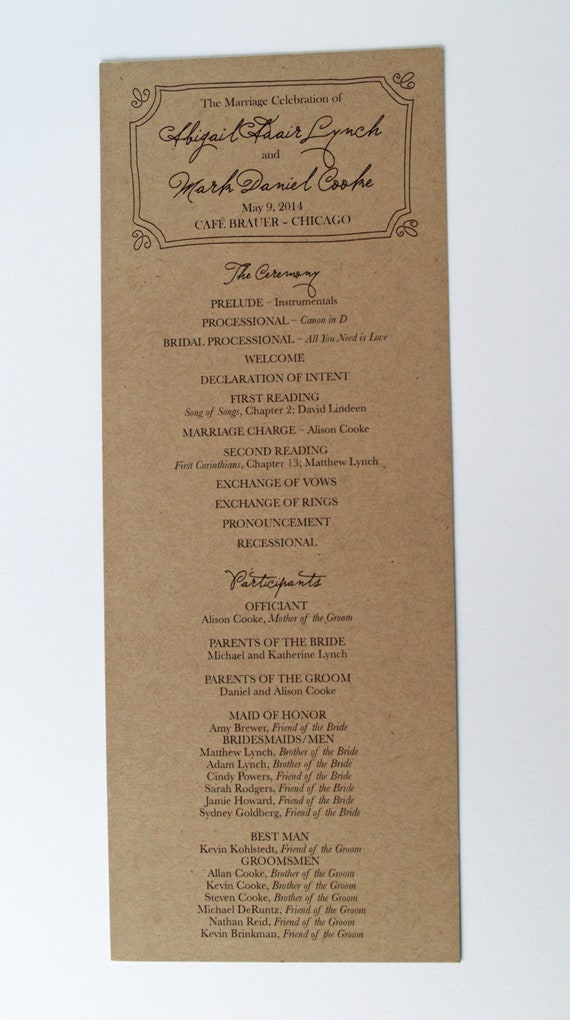 The Marriage Celebration of
Abigail Adair Lynch
and
Mark Daniel Cooke
May 9, 2014
CAFÉ BRAUER – CHICAGO
The Ceremony
PRELUDE – Instrumentals
PROCESSIONAL – Canon in D
BRIDAL PROCESSIONAL – All You Need is Love
WELCOME
DECLARATION OF INTENT
FIRST READING
Song of Songs, Chapter 2; David Lindeen
MARRIAGE CHARGE – Alison Cooke
SECOND READING
First Corinthians, Chapter 13; Matthew Lynch
EXCHANGE OF VOWS
EXCHANGE OF RINGS
PRONOUNCEMENT
RECESSIONAL
Participants
OFFICIANT
Alison Cooke, Mother of the Groom
PARENTS OF THE BRIDE
Michael and Katherine Lynch
PARENTS OF THE GROOM
Daniel and Alison Cooke
MAID OF HONOR
Amy Brewer, Friend of the Bride
BRIDESMAIDS/MEN
Matthew Lynch, Brother of the Bride
Adam Lynch, Brother of the Bride
Cindy Powers, Friend of the Bride
Sarah Rodgers, Friend of the Bride
Jamie Howard, Friend of the Bride
Sydney Goldberg, Friend of the Bride
BEST MAN
Kevin Kohlstedt, Friend of the Groom
GROOMSMEN
Allan Cooke, Brother of the Groom
Kevin Cooke, Brother of the Groom
Steven Cooke, Brother of the Groom
Michael DeRuntz, Friend of the Groom
Nathan Reid, Friend of the Groom
Kevin Brinkman, Friend of the Groom